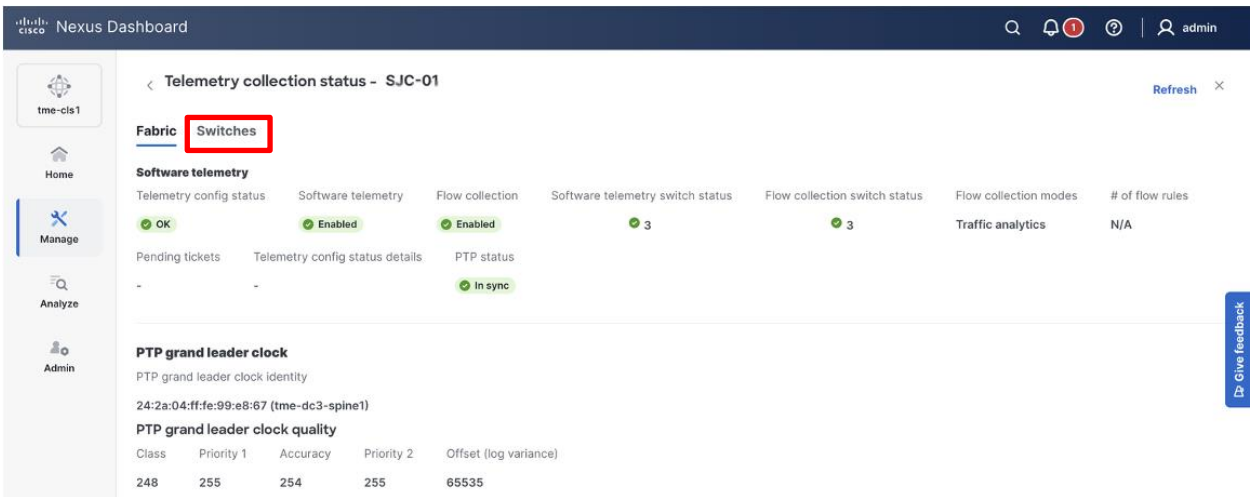 cisco Nexus Dashboard
1
admin
tme-cls1
Home
Manage
Analyze
Admin
Telemetry collection status - SJC-01
Refresh
Fabric Switches
Software telemetry
Telemetry config status Software telemetry Flow collection Software telemetry switch status Flow collection switch status Flow collection modes # of flow rules
OK Enabled Enabled 3 3 Traffic analytics N/A
Pending tickets Telemetry config status details PTP status
- - In sync
PTP grand leader clock
PTP grand leader clock identity
24:2a:04:ff:fe:99:e8:67 (tme-dc3-spine1)
PTP grand leader clock quality
Class Priority 1 Accuracy Priority 2 Offset (log variance)
248 255 254 255 65535
Give feedback